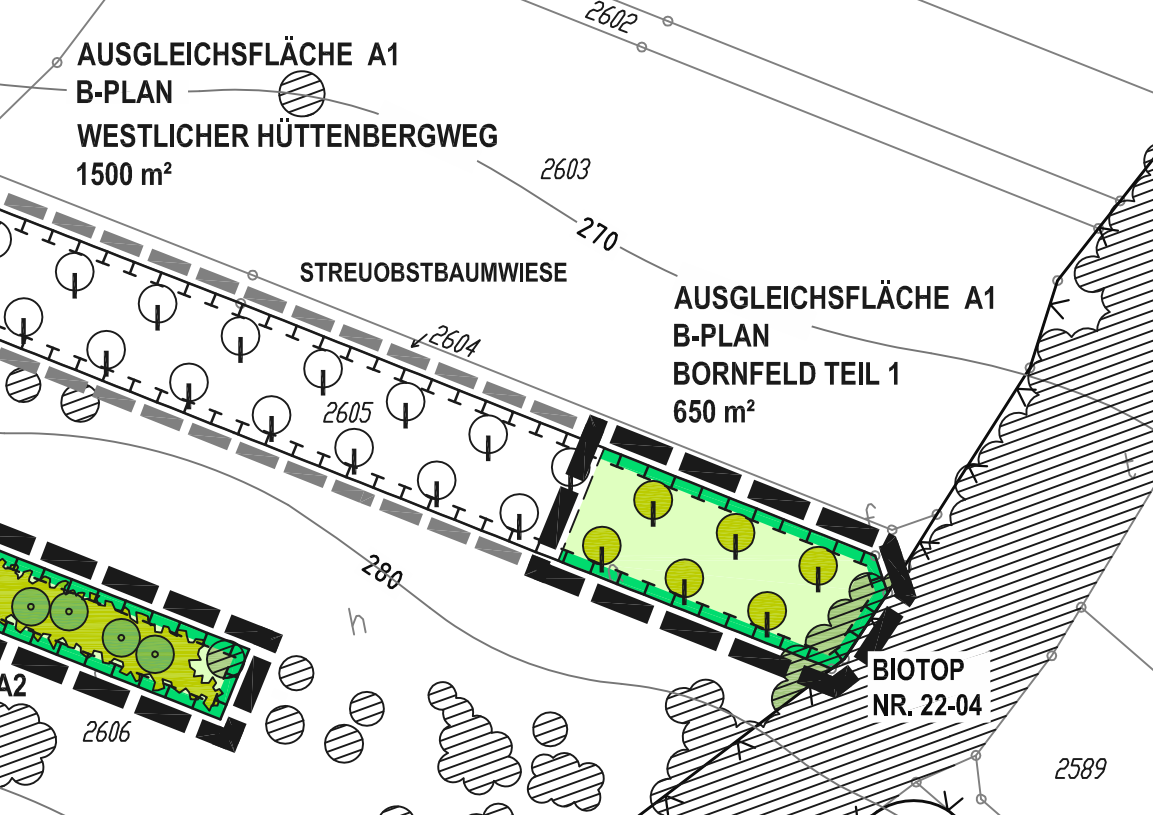 2602
AUSGLEICHSFLÄCHE A1
B-PLAN
WESTLICHER HÜTTENBERGWEG
1500 m²
2603
270
STREUOBSTBAUMWIESE
AUSGLEICHSFLÄCHE A1
B-PLAN
BORNFELD TEIL 1
650 m²
2604
2605
t
f
280
h
BIOTOP
NR. 22-04
A2
2606
2589